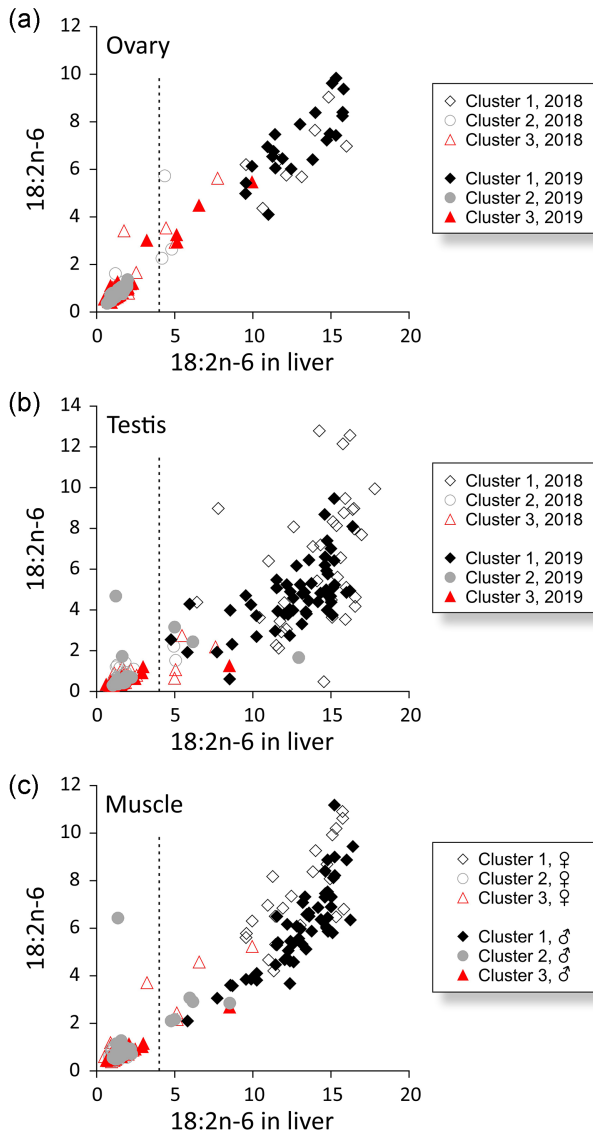 (a)
Ovary
12
10
8
6
4
2
0
18:2n-6
0 5 10 15 20
18:2n-6 in liver
Cluster 1, 2018
Cluster 2, 2018
Cluster 3, 2018
Cluster 1, 2019
Cluster 2, 2019
Cluster 3, 2019
(b)
Testis
14
12
10
8
6
4
2
0
18:2n-6
0 5 10 15 20
18:2n-6 in liver
Cluster 1, 2018
Cluster 2, 2018
Cluster 3, 2018
Cluster 1, 2019
Cluster 2, 2019
Cluster 3, 2019
(c)
Muscle
12
10
8
6
4
2
0
18:2n-6
0 5 10 15 20
18:2n-6 in liver
Cluster 1, ♀
Cluster 2, ♀
Cluster 3, ♀
Cluster 1, ♂
Cluster 2, ♂
Cluster 3, ♂